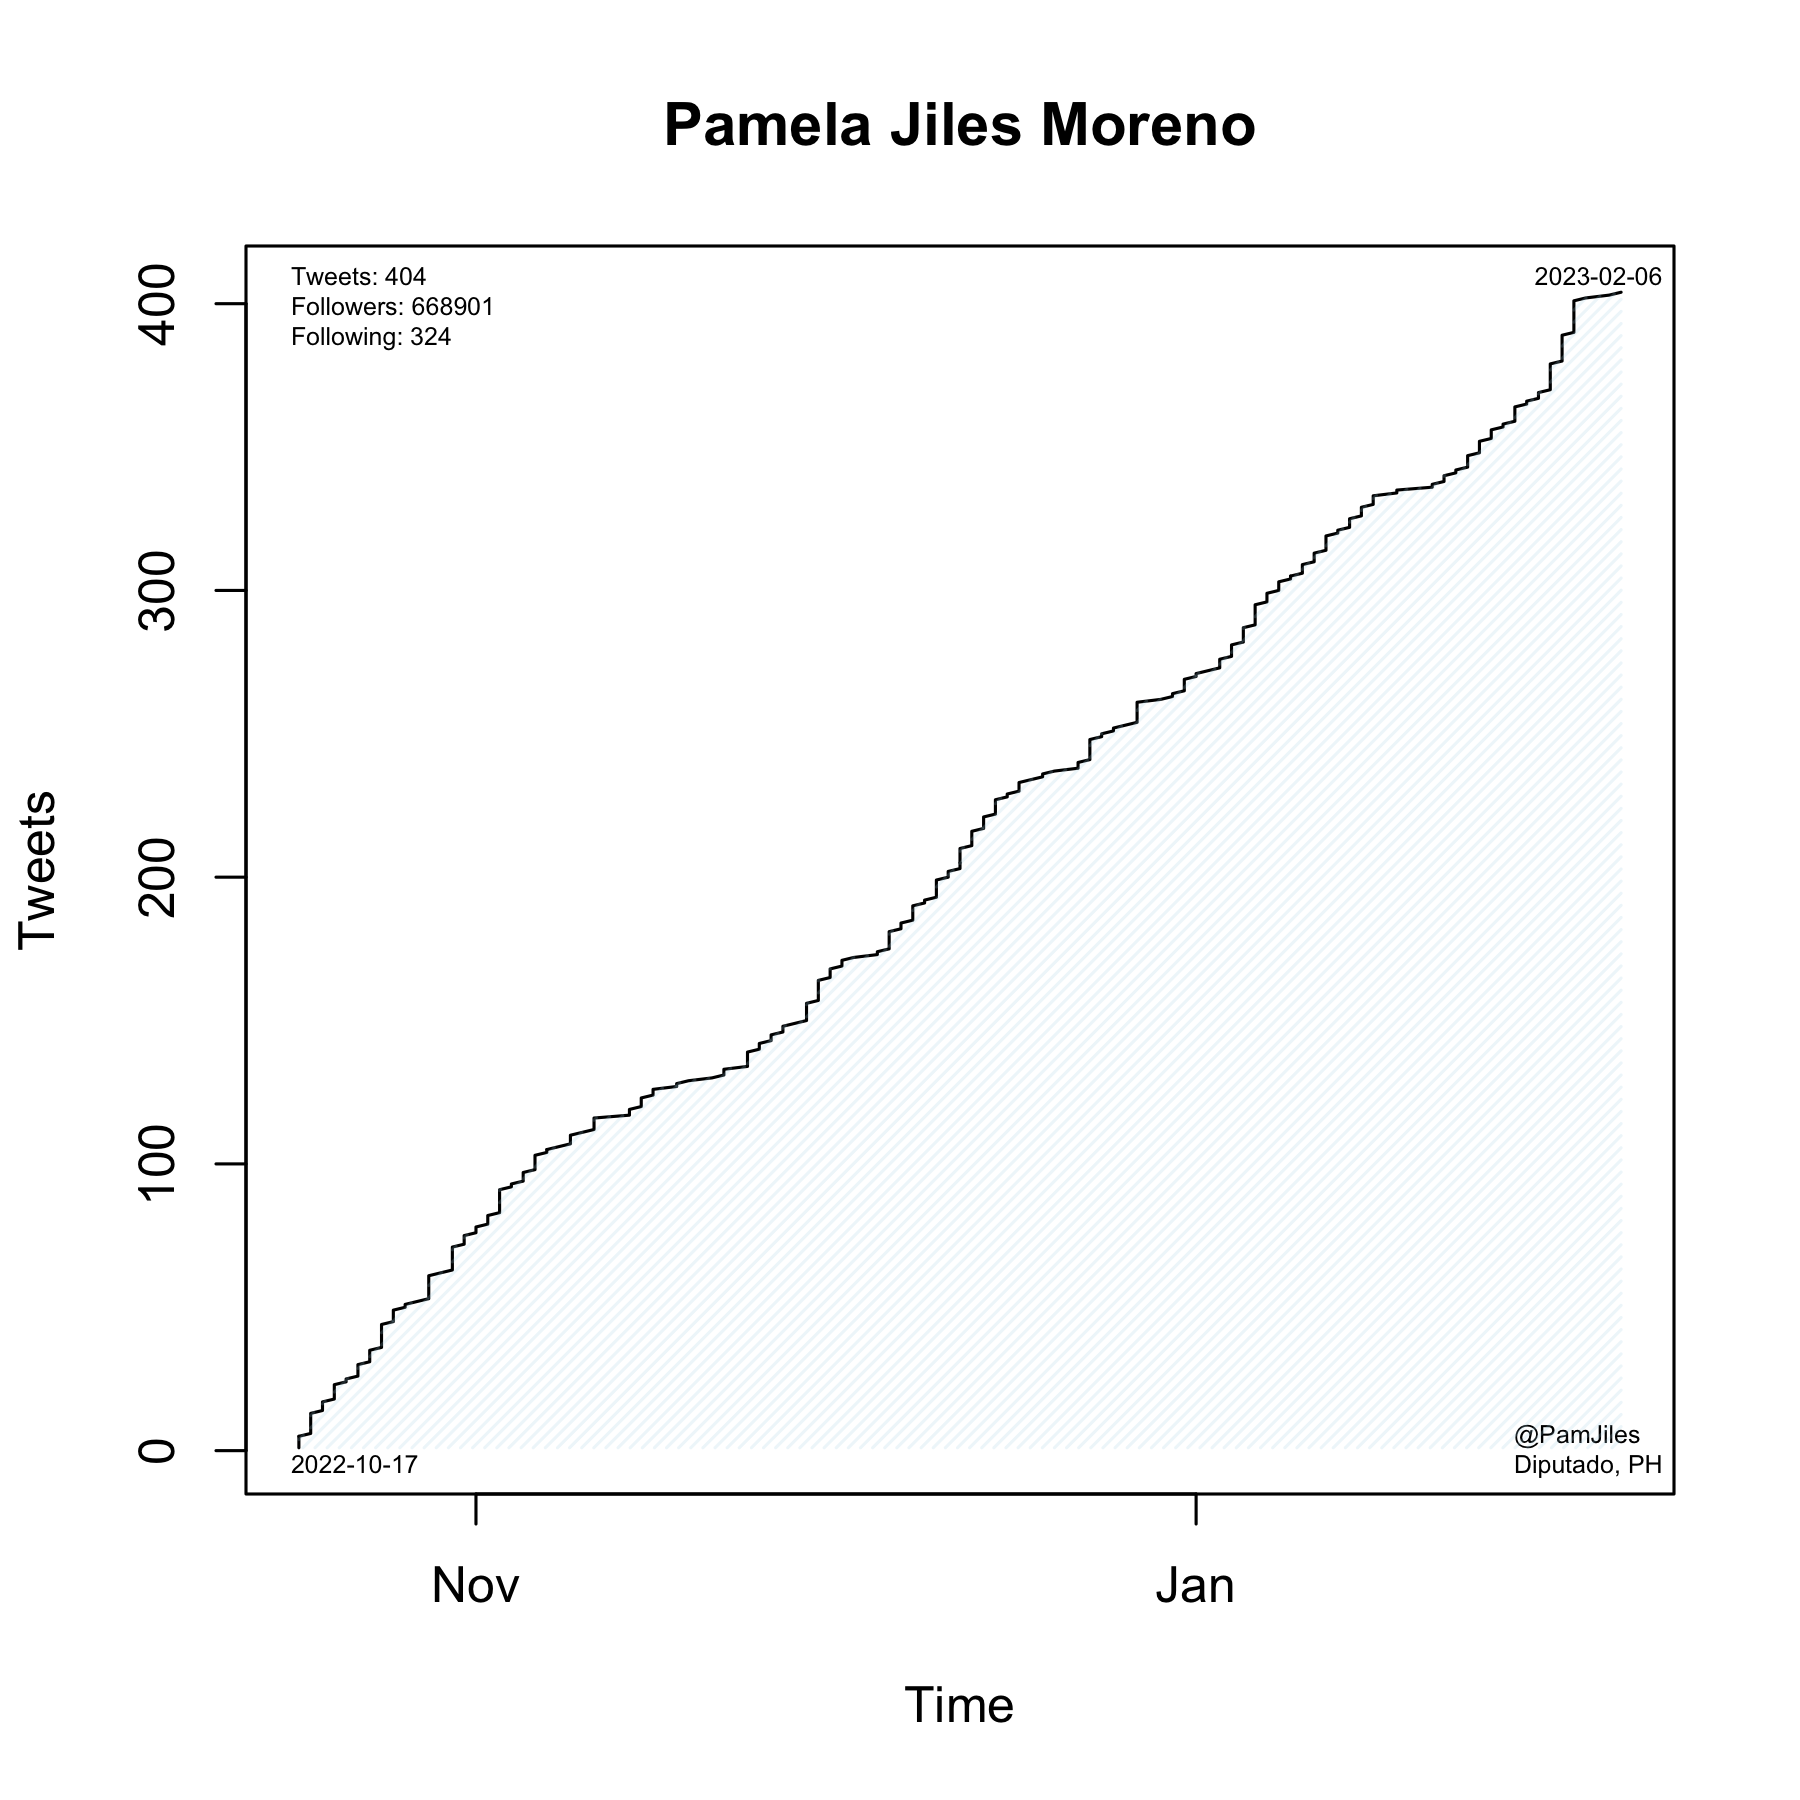 Pamela Jiles Moreno
Tweets: 404
Followers: 668901
Following: 324
2023-02-06
400
300
200
100
0
Tweets
@PamJiles
Diputado, PH
2022-10-17
Nov
Jan
Time